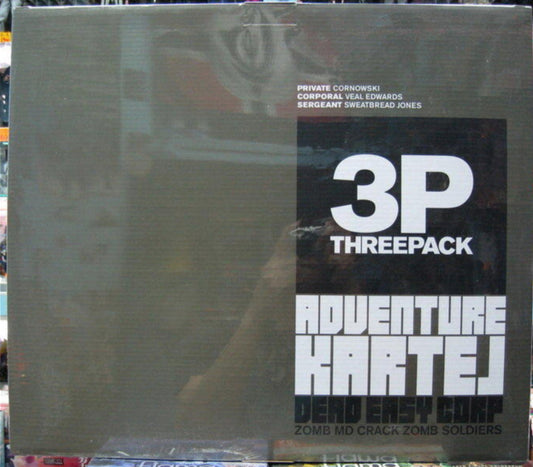 PRIVATE CORNOWSKI
CORPORAL VEAL EDWARDS
SERGEANT SWEATBREAD JONES
3P
THREEPACK
ADVENTURE
KARTEJ
DEAD EASY CORP
ZOMB MD CRACK ZOMB SOLDIERS